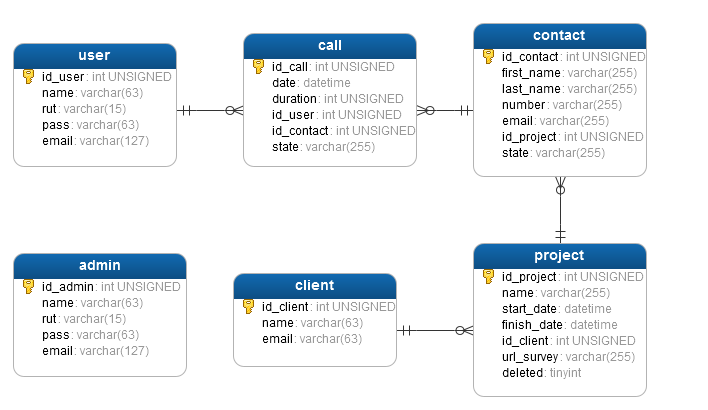 user
id_user: int UNSIGNED
name: varchar(63)
rut: varchar(15)
pass: varchar(63)
email: varchar(127)
call
id_call: int UNSIGNED
date: datetime
duration: int UNSIGNED
id_user: int UNSIGNED
id_contact: int UNSIGNED
state: varchar(255)
contact
id_contact: int UNSIGNED
first_name: varchar(255)
last_name: varchar(255)
number: varchar(255)
email: varchar(255)
id_project: int UNSIGNED
state: varchar(255)
admin
id_admin: int UNSIGNED
name: varchar(63)
rut: varchar(15)
pass: varchar(63)
email: varchar(127)
client
id_client: int UNSIGNED
name: varchar(63)
email: varchar(63)
project
id_project: int UNSIGNED
name: varchar(255)
start_date: datetime
finish_date: datetime
id_client: int UNSIGNED
url_survey: varchar(255)
deleted: tinyint